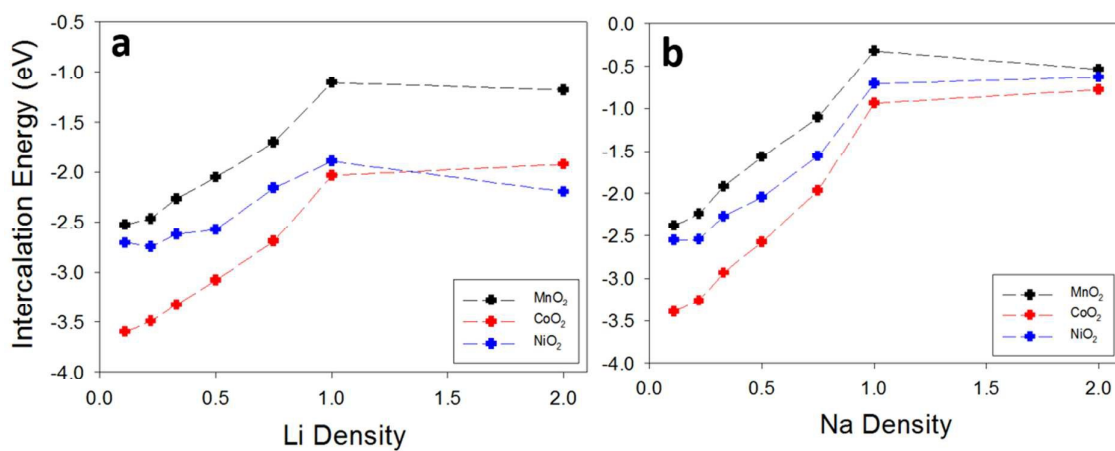 a
Intercalation Energy (eV)
-0.5
-1.0
-1.5
-2.0
-2.5
-3.0
-3.5
-4.0
MnO₂
CoO₂
NiO₂
0.0 0.5 1.0 1.5 2.0
Li Density
b
0.0
-0.5
-1.0
-1.5
-2.0
-2.5
-3.0
-3.5
-4.0
MnO₂
CoO₂
NiO₂
0.0 0.5 1.0 1.5 2.0
Na Density